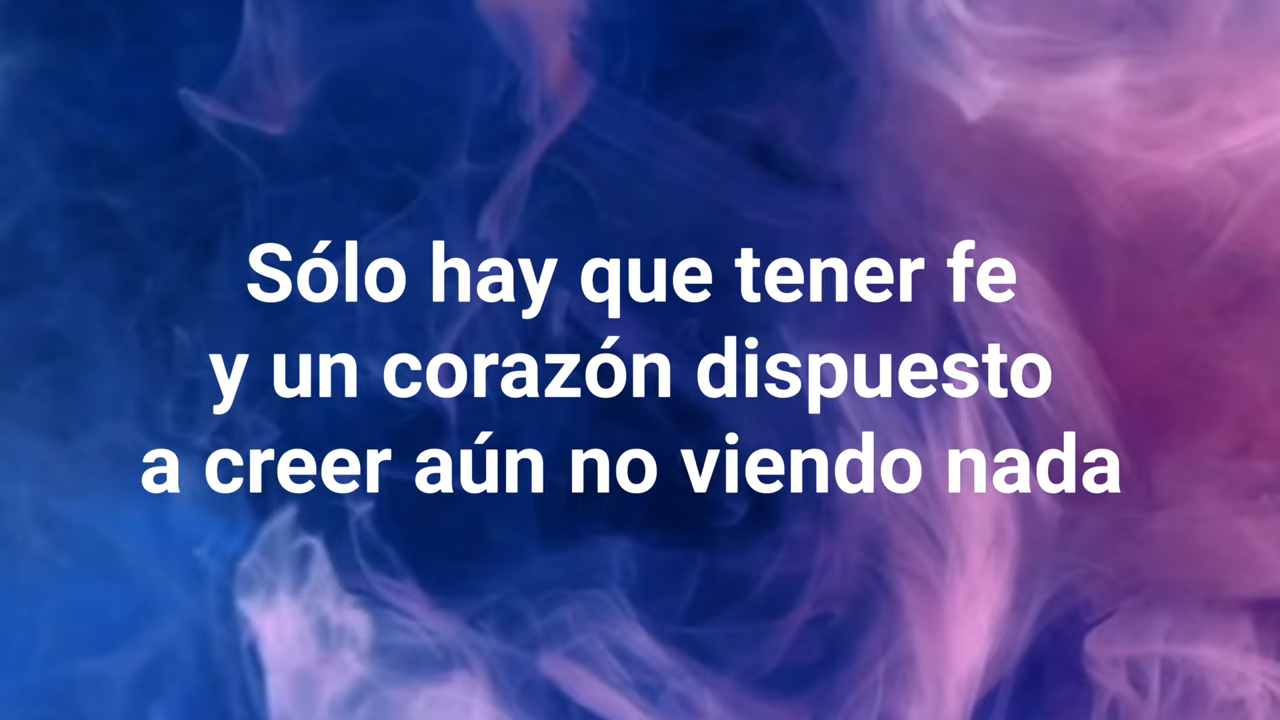 Sólo hay que tener fe
y un corazón dispuesto
a creer aún no viendo nada